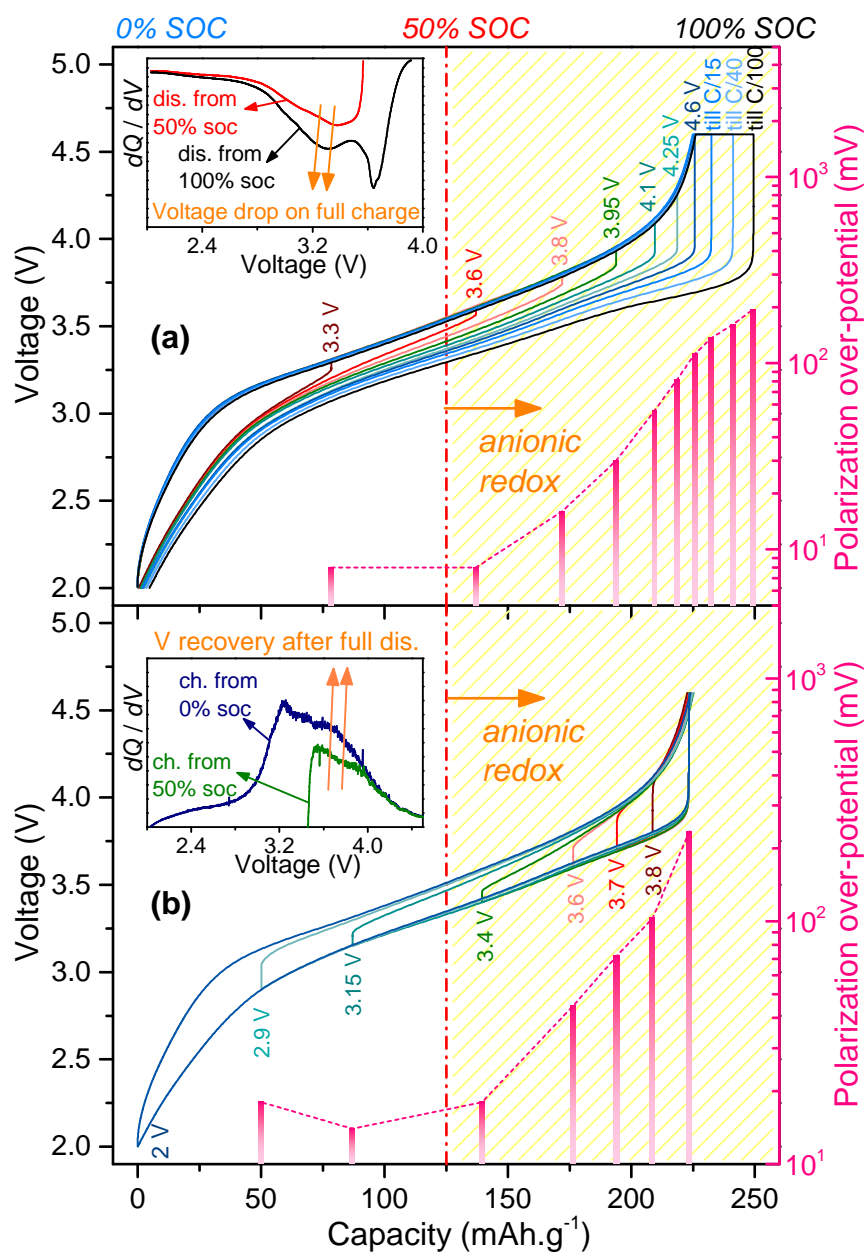 0% SOC 50% SOC 100% SOC
5.0
4.5
4.0
3.5
3.0
2.5
2.0
Voltage (V)
dQ / dV
dis. from
50% soc
dis. from
100% soc
Voltage drop on full charge
2.4 3.2 4.0
Voltage (V)
(a)
3.3 V
3.6 V
3.8 V
3.95 V
4.1 V
4.25 V
4.6 V
till C/15
till C/40
till C/100
anionic
redox
10³
10²
10¹
Polarization over-potential (mV)
5.0
4.5
4.0
3.5
3.0
2.5
2.0
Voltage (V)
V recovery after full dis.
dQ / dV
ch. from
0% soc
ch. from
50% soc
2.4 3.2 4.0
Voltage (V)
(b)
anionic
redox
2 V
2.9 V
3.15 V
3.4 V
3.6 V
3.7 V
3.8 V
10³
10²
10¹
Polarization over-potential (mV)
0 50 100 150 200 250
Capacity (mAh.g⁻¹)